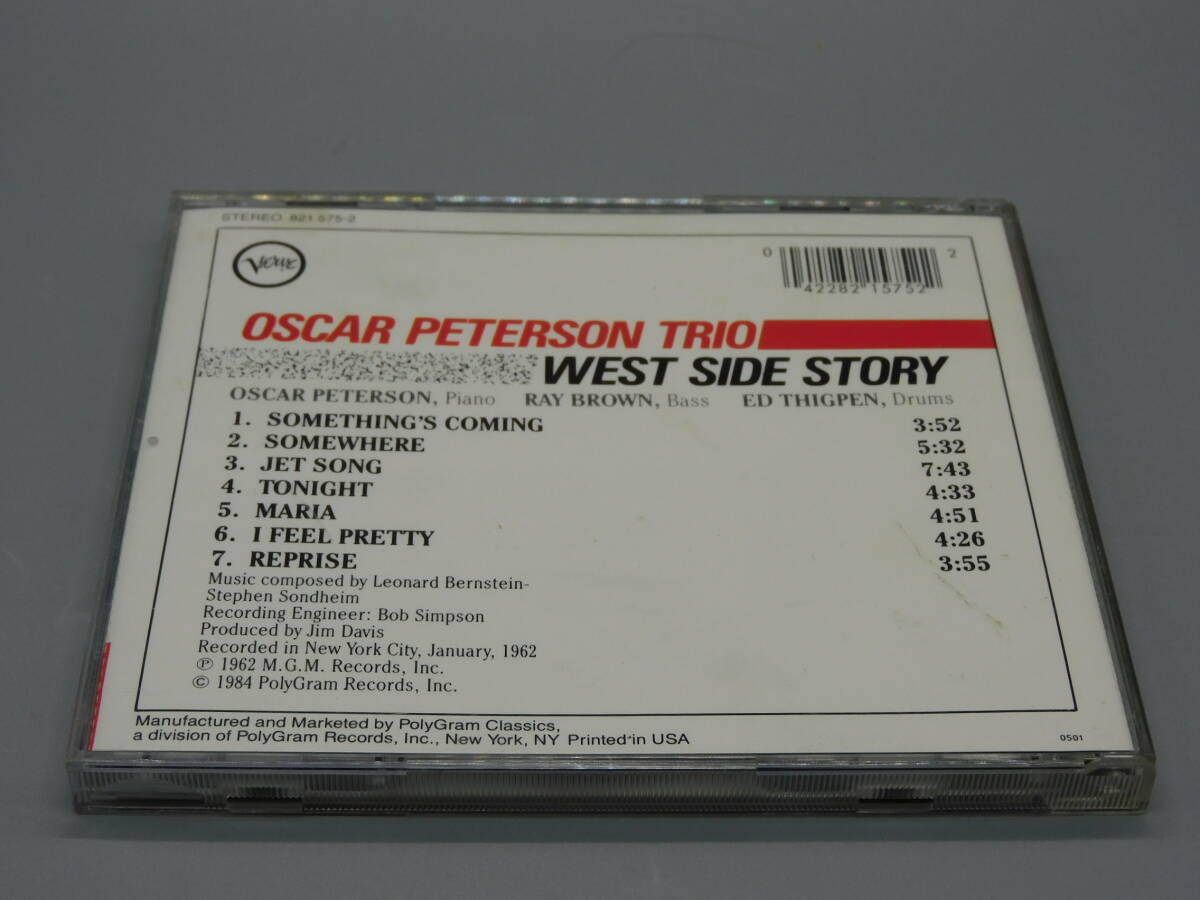 STEREO 821 575-2
Verve
0 42282 15752 2
OSCAR PETERSON TRIO
WEST SIDE STORY
OSCAR PETERSON, Piano RAY BROWN, Bass ED THIGPEN, Drums
1. SOMETHING'S COMING 3:52
2. SOMEWHERE 5:32
3. JET SONG 7:43
4. TONIGHT 4:33
5. MARIA 4:51
6. I FEEL PRETTY 4:26
7. REPRISE 3:55
Music composed by Leonard Bernstein-
Stephen Sondheim
Recording Engineer: Bob Simpson
Produced by Jim Davis
Recorded in New York City, January, 1962
℗ 1962 M.G.M. Records, Inc.
© 1984 PolyGram Records, Inc.
Manufactured and Marketed by PolyGram Classics,
a division of PolyGram Records, Inc., New York, NY Printed in USA
0501